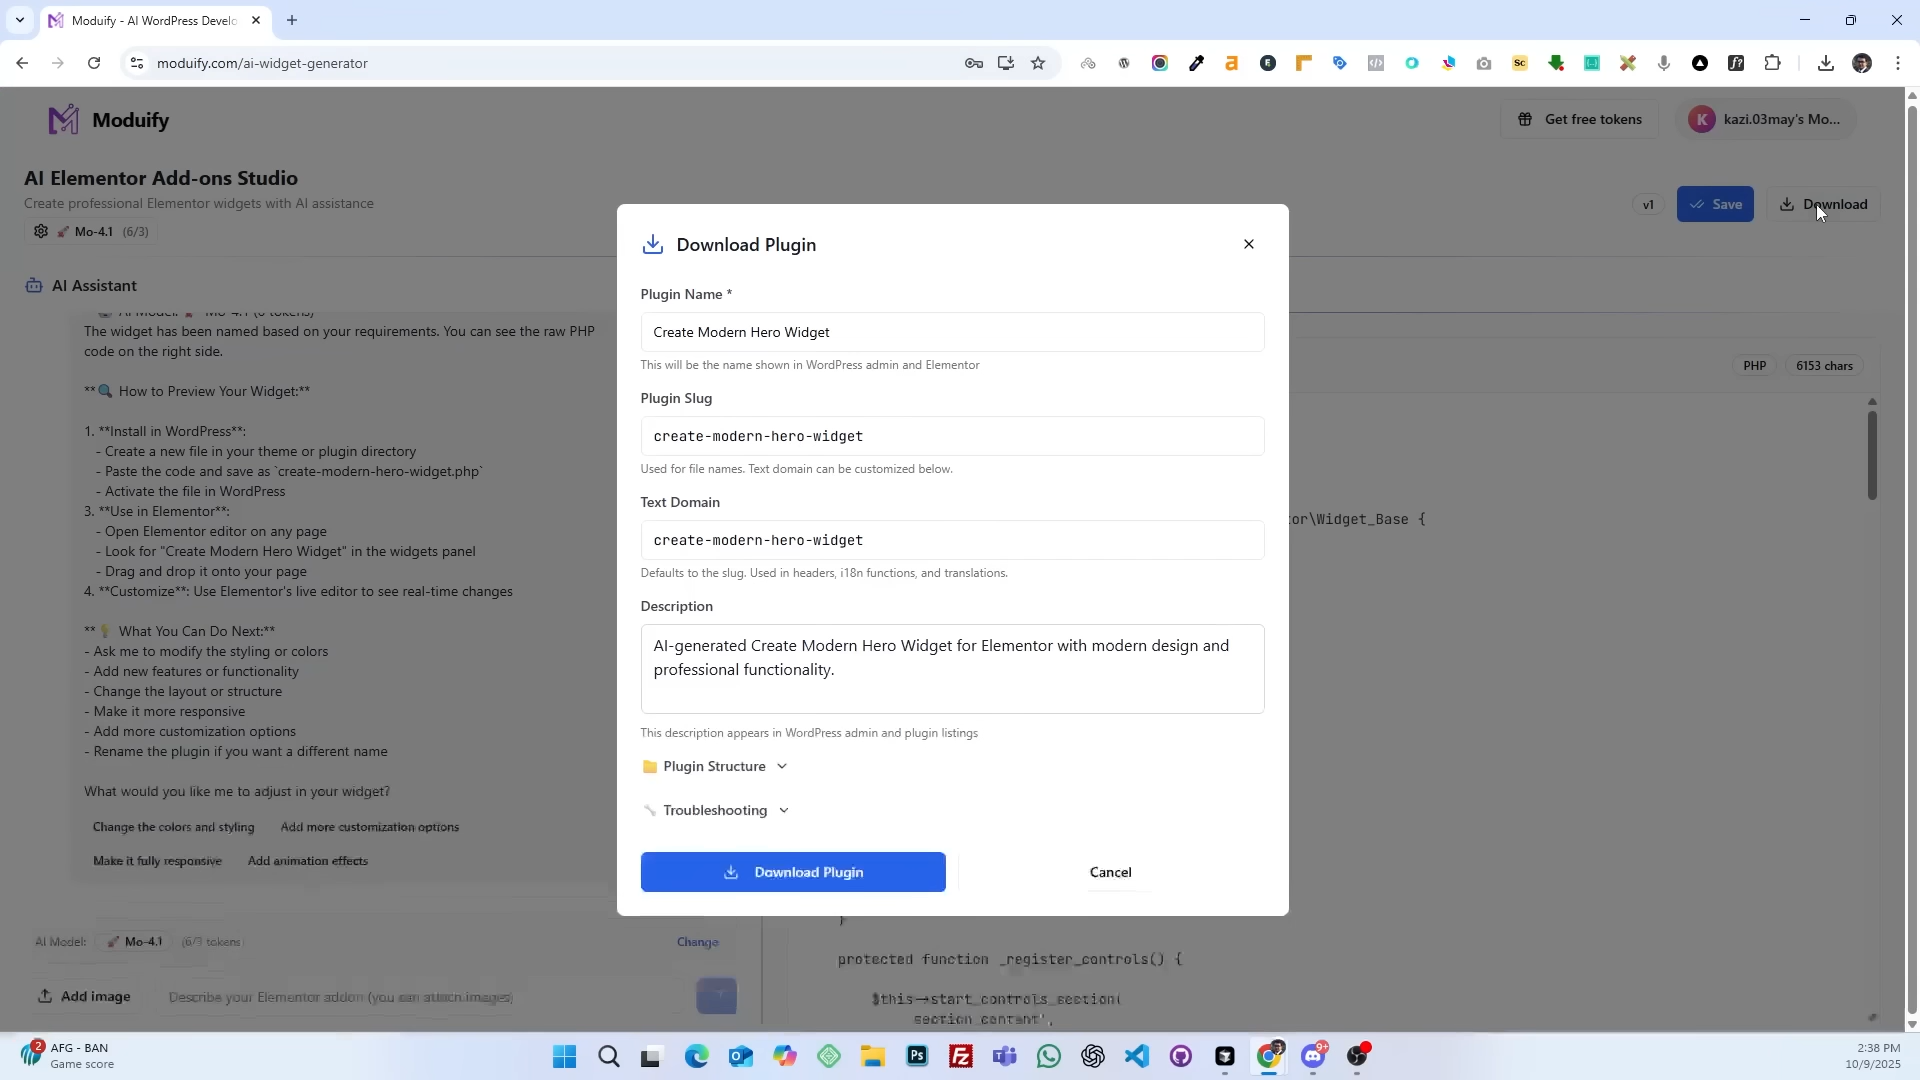 Moduify - AI WordPress Develo
moduify.com/ai-widget-generator
Sc
f?
Moduify
Get free tokens
K
kazi.03may's Mo...
AI Elementor Add-ons Studio
Create professional Elementor widgets with AI assistance
Mo-4.1 (6/3)
v1
Save
Download
AI Assistant
The widget has been named based on your requirements. You can see the raw PHP
code on the right side.
**🔍 How to Preview Your Widget:**
1. **Install in WordPress**:
- Create a new file in your theme or plugin directory
- Paste the code and save as `create-modern-hero-widget.php`
- Activate the file in WordPress
3. **Use in Elementor**:
- Open Elementor editor on any page
- Look for "Create Modern Hero Widget" in the widgets panel
- Drag and drop it onto your page
4. **Customize**: Use Elementor's live editor to see real-time changes
**💡 What You Can Do Next:**
- Ask me to modify the styling or colors
- Add new features or functionality
- Change the layout or structure
- Make it more responsive
- Add more customization options
- Rename the plugin if you want a different name
What would you like me to adjust in your widget?
Change the colors and styling
Add more customization options
Make it fully responsive
Add animation effects
AI Model:
Mo-4.1
Change
Add image
Describe your Elementor addon (you can attach images)
Download Plugin
Plugin Name *
Create Modern Hero Widget
This will be the name shown in WordPress admin and Elementor
Plugin Slug
create-modern-hero-widget
Used for file names. Text domain can be customized below.
Text Domain
create-modern-hero-widget
Defaults to the slug. Used in headers, i18n functions, and translations.
Description
AI-generated Create Modern Hero Widget for Elementor with modern design and
professional functionality.
This description appears in WordPress admin and plugin listings
Plugin Structure
Troubleshooting
Download Plugin
Cancel
PHP
6153 chars
tor\Widget_Base {
}
protected function _register_controls() {
$this->start_controls_section(
'section_content',
2
AFG - BAN
Game score
Ps
9+
2:38 PM
10/9/2025